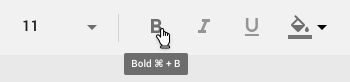 11 B I U
Bold ⌘ + B